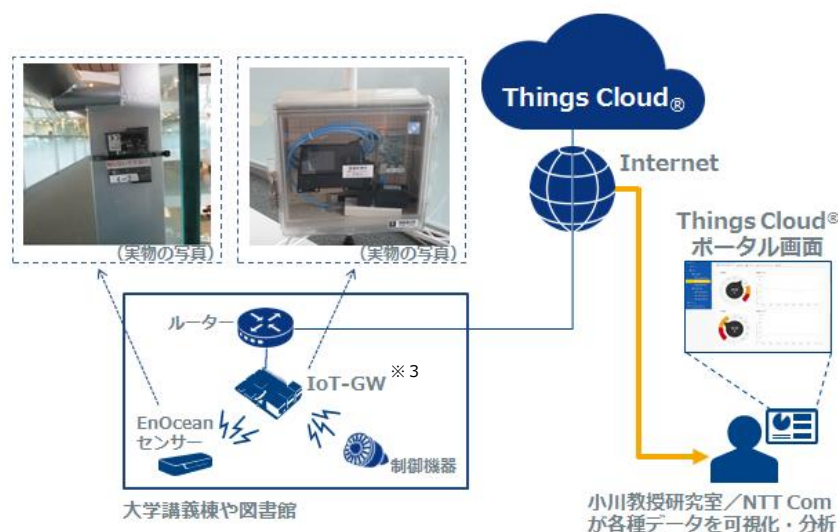 Things Cloud®
Internet
Things Cloud®
ポータル画面
(実物の写真)
(実物の写真)
ルーター
IoT-GW ※3
EnOcean
センサー
制御機器
大学講義棟や図書館
小川教授研究室／NTT Com
が各種データを可視化・分析